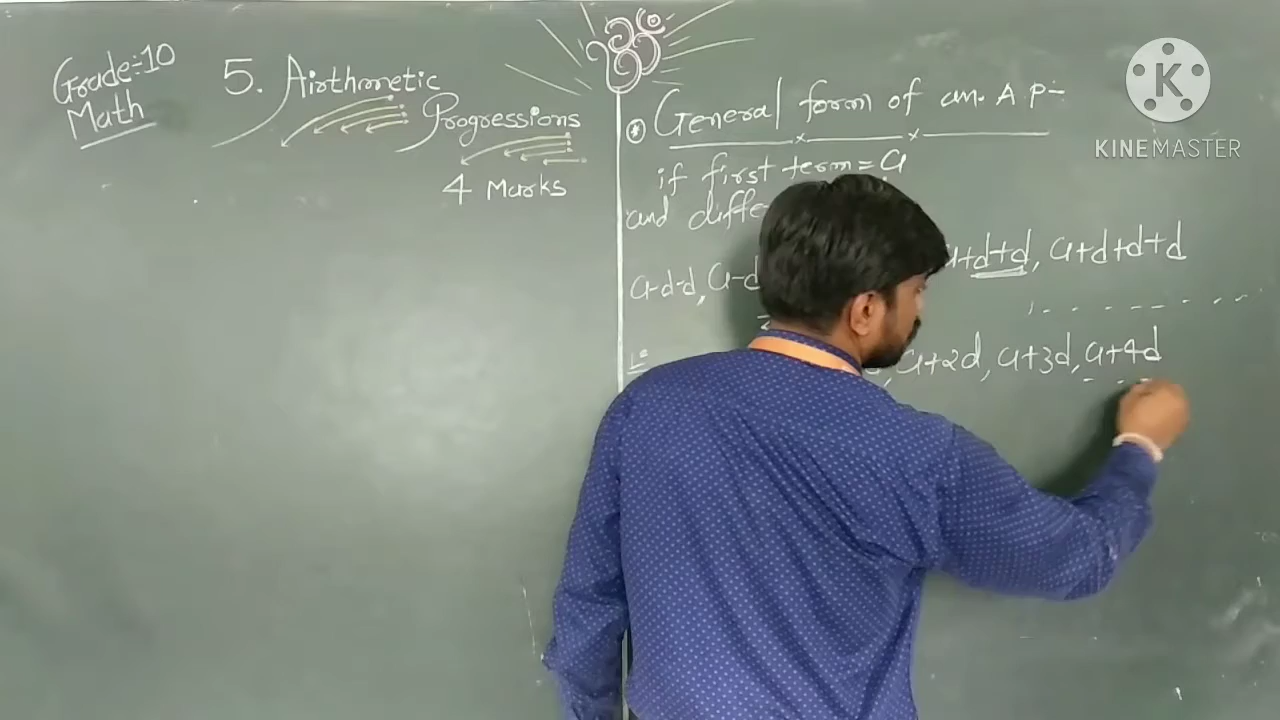 Grade:-10
Math
5. Airthmetic
Progressions
4 Marks
General form of an. A.P:-
if first term = a
and diffe
a-d-d, a-d
a+d+d, a+d+d+d
a+2d, a+3d, a+4d
K
KINEMASTER